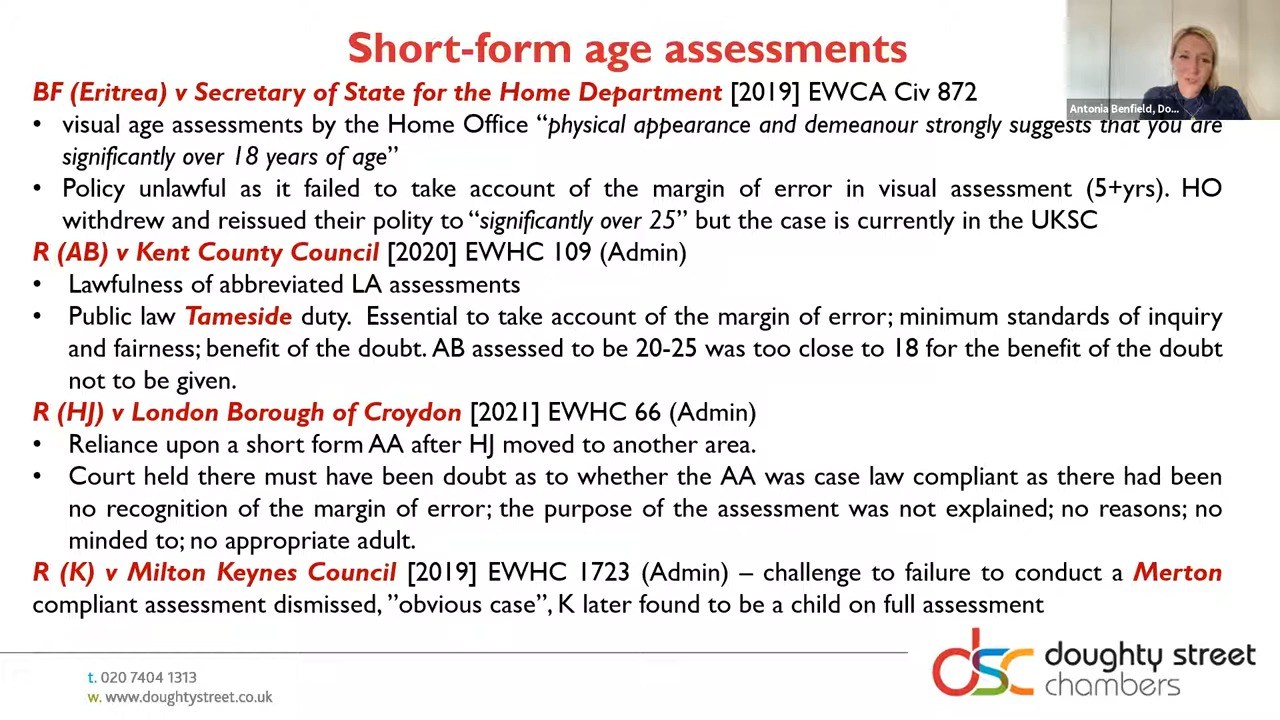 Short-form age assessments
Antonia Benfield, Do...
BF (Eritrea) v Secretary of State for the Home Department [2019] EWCA Civ 872
• visual age assessments by the Home Office “physical appearance and demeanour strongly suggests that you are
significantly over 18 years of age”
• Policy unlawful as it failed to take account of the margin of error in visual assessment (5+yrs). HO
withdrew and reissued their polity to “significantly over 25” but the case is currently in the UKSC
R (AB) v Kent County Council [2020] EWHC 109 (Admin)
• Lawfulness of abbreviated LA assessments
• Public law Tameside duty. Essential to take account of the margin of error; minimum standards of inquiry
and fairness; benefit of the doubt. AB assessed to be 20-25 was too close to 18 for the benefit of the doubt
not to be given.
R (HJ) v London Borough of Croydon [2021] EWHC 66 (Admin)
• Reliance upon a short form AA after HJ moved to another area.
• Court held there must have been doubt as to whether the AA was case law compliant as there had been
no recognition of the margin of error; the purpose of the assessment was not explained; no reasons; no
minded to; no appropriate adult.
R (K) v Milton Keynes Council [2019] EWHC 1723 (Admin) – challenge to failure to conduct a Merton
compliant assessment dismissed, ”obvious case”, K later found to be a child on full assessment
t. 020 7404 1313
w. www.doughtystreet.co.uk
dsc doughty street
chambers